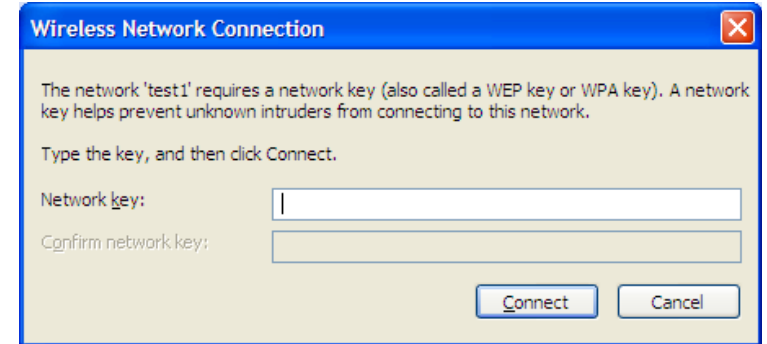 Wireless Network Connection
The network 'test1' requires a network key (also called a WEP key or WPA key). A network
key helps prevent unknown intruders from connecting to this network.
Type the key, and then click Connect.
Network key:
Confirm network key:
Connect Cancel